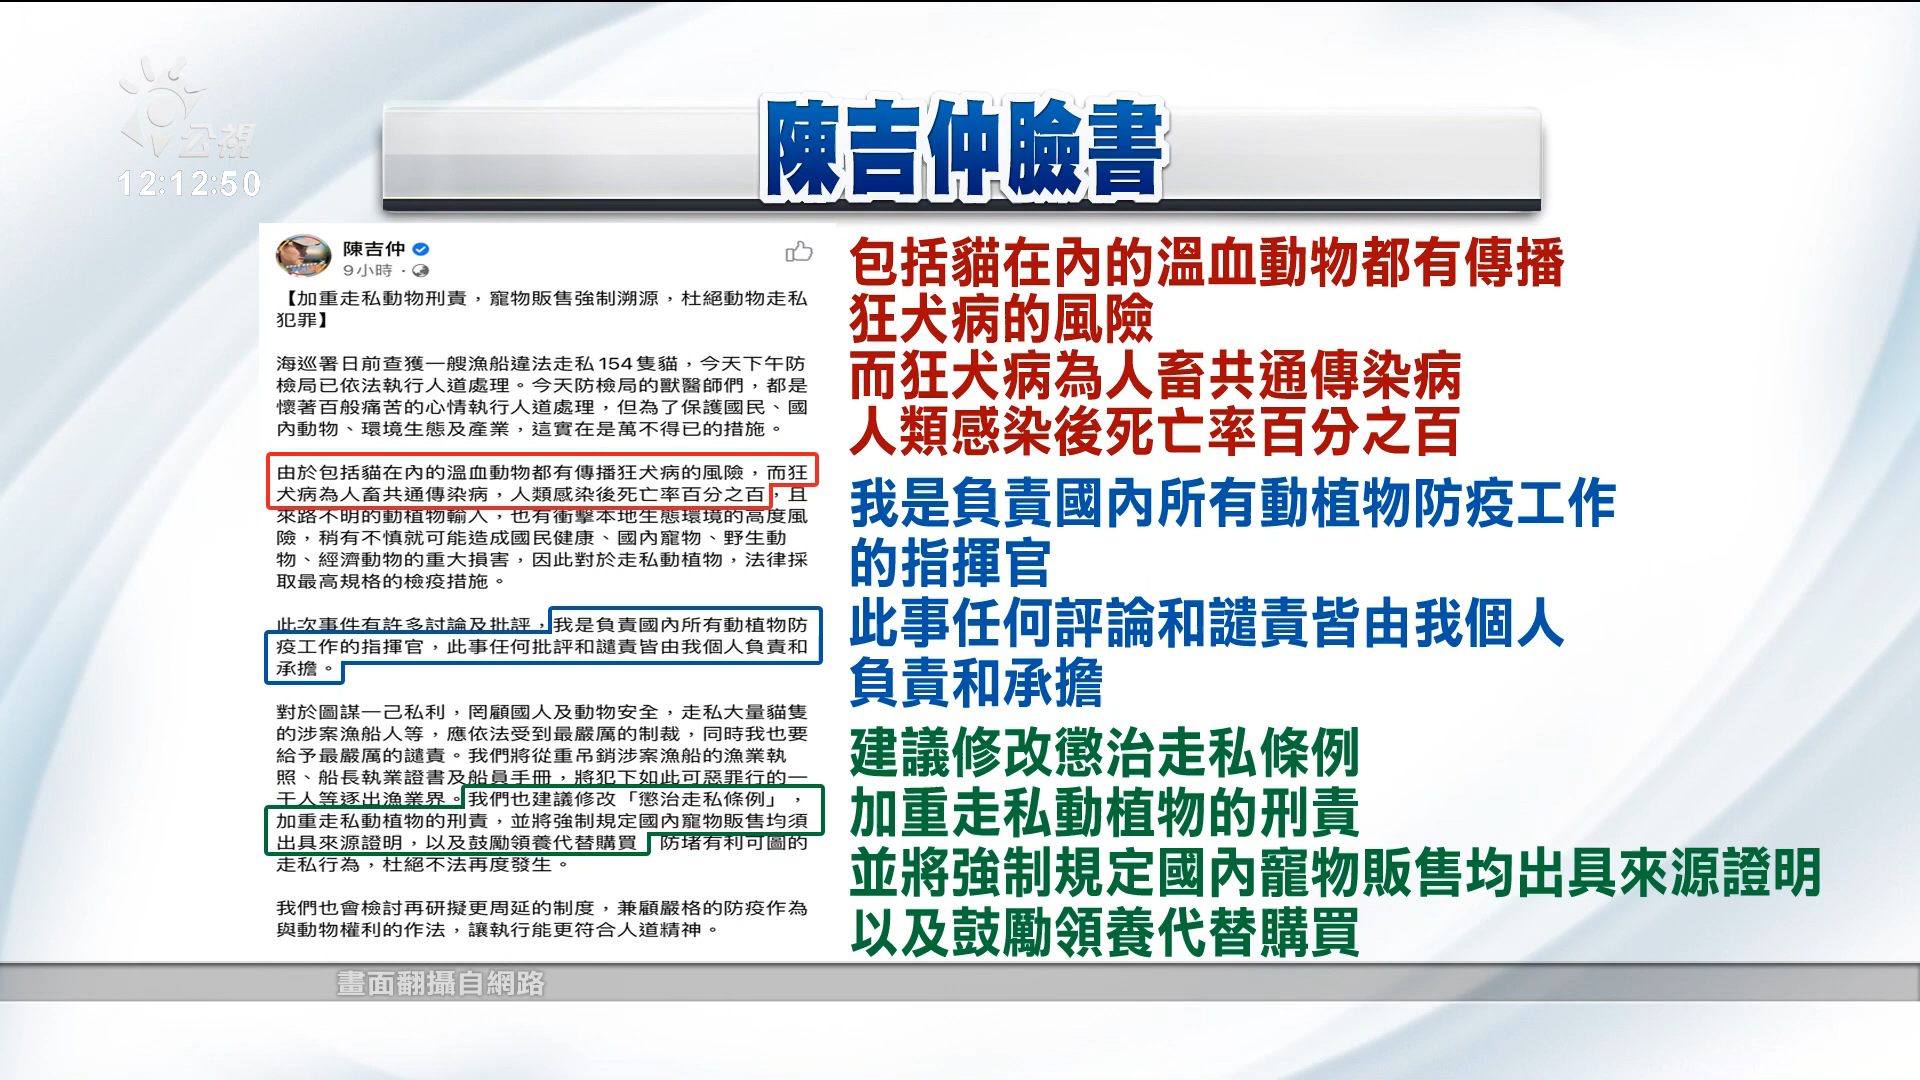 公視
12:12:50
陳吉仲臉書
陳吉仲
9小時 ·
【加重走私動物刑責，寵物販售強制溯源，杜絕動物走私
犯罪】
海巡署日前查獲一艘漁船違法走私154隻貓，今天下午防
檢局已依法執行人道處理。今天防檢局的獸醫師們，都是
懷著百般痛苦的心情執行人道處理，但為了保護國民、國
內動物、環境生態及產業，這實在是萬不得已的措施。
由於包括貓在內的溫血動物都有傳播狂犬病的風險，而狂
犬病為人畜共通傳染病，人類感染後死亡率百分之百，且
來路不明的動植物輸入，也有衝擊本地生態環境的高度風
險，稍有不慎就可能造成國民健康、國內寵物、野生動
物、經濟動物的重大損害，因此對於走私動植物，法律採
取最高規格的檢疫措施。
此次事件有許多討論及批評，我是負責國內所有動植物防
疫工作的指揮官，此事任何批評和譴責皆由我個人負責和
承擔。
對於圖謀一己私利，罔顧國人及動物安全，走私大量貓隻
的涉案漁船人等，應依法受到最嚴厲的制裁，同時我也要
給予最嚴厲的譴責。我們將從重吊銷涉案漁船的漁業執
照、船長執業證書及船員手冊，將犯下如此可惡罪行的一
干人等逐出漁業界。我們也建議修改「懲治走私條例」，
加重走私動植物的刑責，並將強制規定國內寵物販售均須
出具來源證明，以及鼓勵領養代替購買 防堵有利可圖的
走私行為，杜絕不法再度發生。
我們也會檢討再研擬更周延的制度，兼顧嚴格的防疫作為
與動物權利的作法，讓執行能更符合人道精神。
包括貓在內的溫血動物都有傳播
狂犬病的風險
而狂犬病為人畜共通傳染病
人類感染後死亡率百分之百
我是負責國內所有動植物防疫工作
的指揮官
此事任何評論和譴責皆由我個人
負責和承擔
建議修改懲治走私條例
加重走私動植物的刑責
並將強制規定國內寵物販售均出具來源證明
以及鼓勵領養代替購買
畫面翻攝自網路